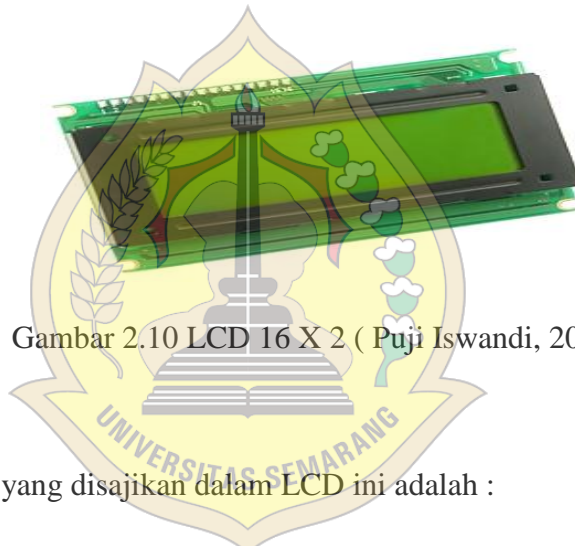 Gambar 2.10 LCD 16 X 2 ( Puji Iswandi, 20
UNIVERSITAS SEMARANG
yang disajikan dalam LCD ini adalah :